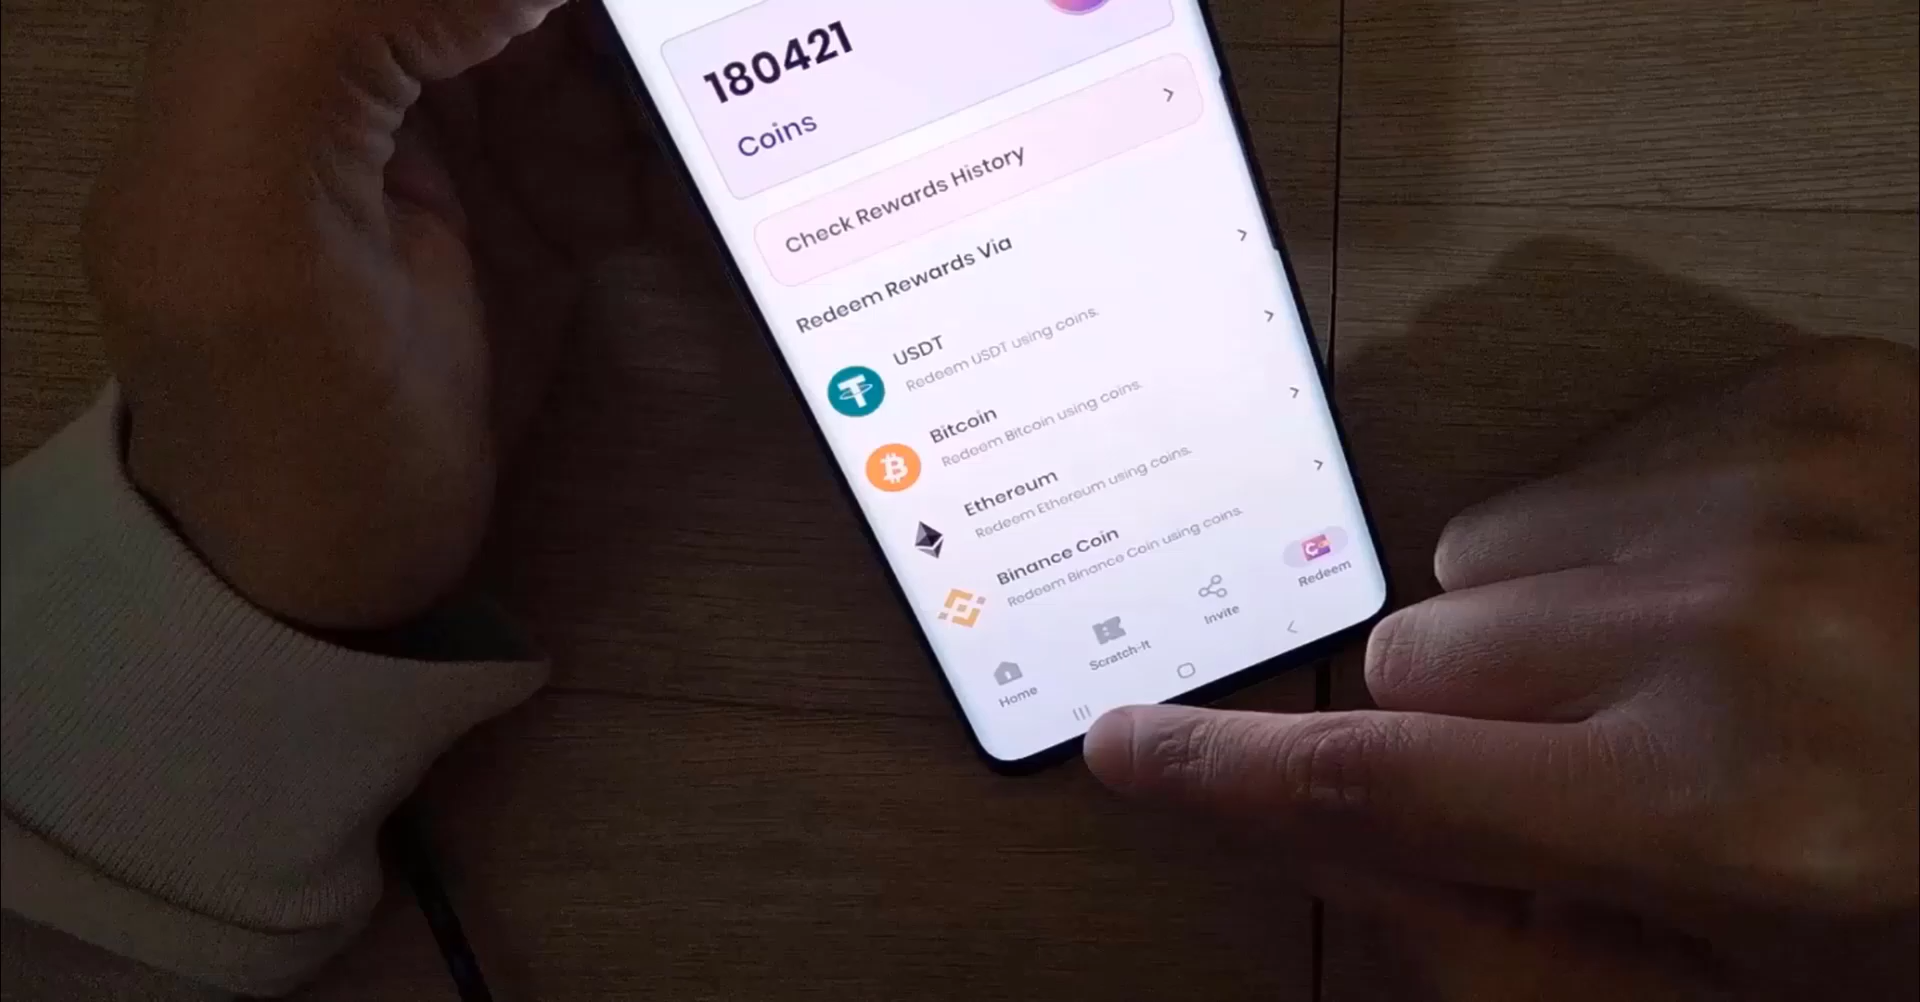 180421
Coins
Check Rewards History
Redeem Rewards Via
USDT
Redeem USDT using coins.
Bitcoin
Redeem Bitcoin using coins.
Ethereum
Redeem Ethereum using coins.
Binance Coin
Redeem Binance Coin using coins.
Home
Scratch-It
Invite
Redeem